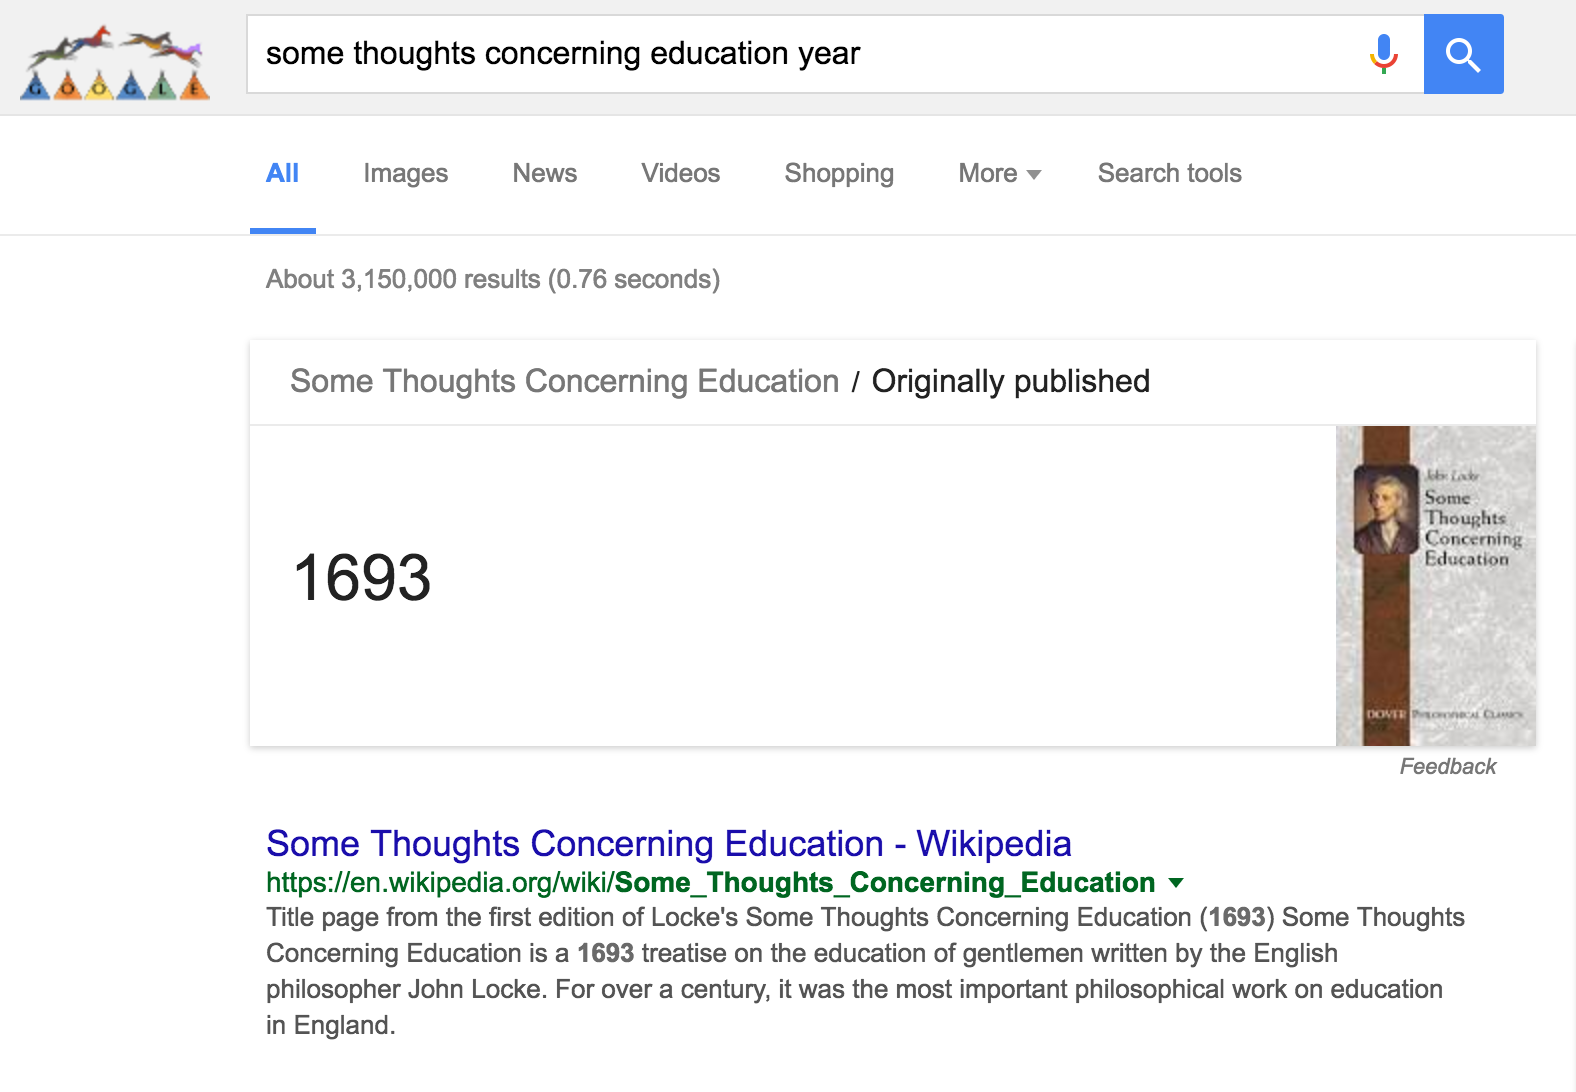 GOOGLE
some thoughts concerning education year
All Images News Videos Shopping More Search tools
About 3,150,000 results (0.76 seconds)
Some Thoughts Concerning Education / Originally published
1693
John Locke
Some
Thoughts
Concerning
Education
DOVER PHILOSOPHICAL CLASSICS
Feedback
Some Thoughts Concerning Education - Wikipedia
https://en.wikipedia.org/wiki/Some_Thoughts_Concerning_Education
Title page from the first edition of Locke's Some Thoughts Concerning Education (1693) Some Thoughts
Concerning Education is a 1693 treatise on the education of gentlemen written by the English
philosopher John Locke. For over a century, it was the most important philosophical work on education
in England.